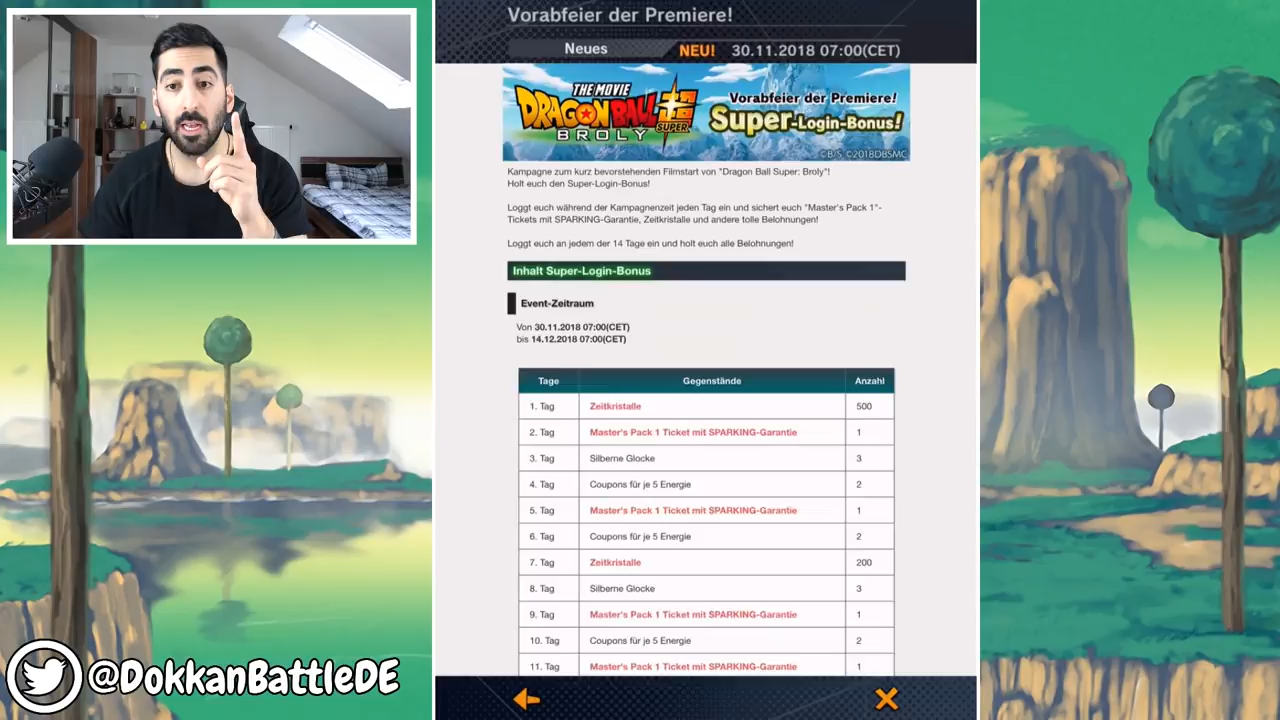 Vorabfeier der Premiere!
Neues NEU! 30.11.2018 07:00(CET)
THE MOVIE
DRAGON BALL 超 SUPER
BROLY
Vorabfeier der Premiere!
Super-Login-Bonus!
©B/S ©2018DBSMC
Kampagne zum kurz bevorstehenden Filmstart von "Dragon Ball Super: Broly"!
Holt euch den Super-Login-Bonus!
Loggt euch während der Kampagnenzeit jeden Tag ein und sichert euch "Master's Pack 1"-
Tickets mit SPARKING-Garantie, Zeitkristalle und andere tolle Belohnungen!
Loggt euch an jedem der 14 Tage ein und holt euch alle Belohnungen!
Inhalt Super-Login-Bonus
Event-Zeitraum
Von 30.11.2018 07:00(CET)
bis 14.12.2018 07:00(CET)
Tage Gegenstände Anzahl
1. Tag Zeitkristalle 500
2. Tag Master's Pack 1 Ticket mit SPARKING-Garantie 1
3. Tag Silberne Glocke 3
4. Tag Coupons für je 5 Energie 2
5. Tag Master's Pack 1 Ticket mit SPARKING-Garantie 1
6. Tag Coupons für je 5 Energie 2
7. Tag Zeitkristalle 200
8. Tag Silberne Glocke 3
9. Tag Master's Pack 1 Ticket mit SPARKING-Garantie 1
10. Tag Coupons für je 5 Energie 2
11. Tag Master's Pack 1 Ticket mit SPARKING-Garantie 1
@DokkanBattleDE